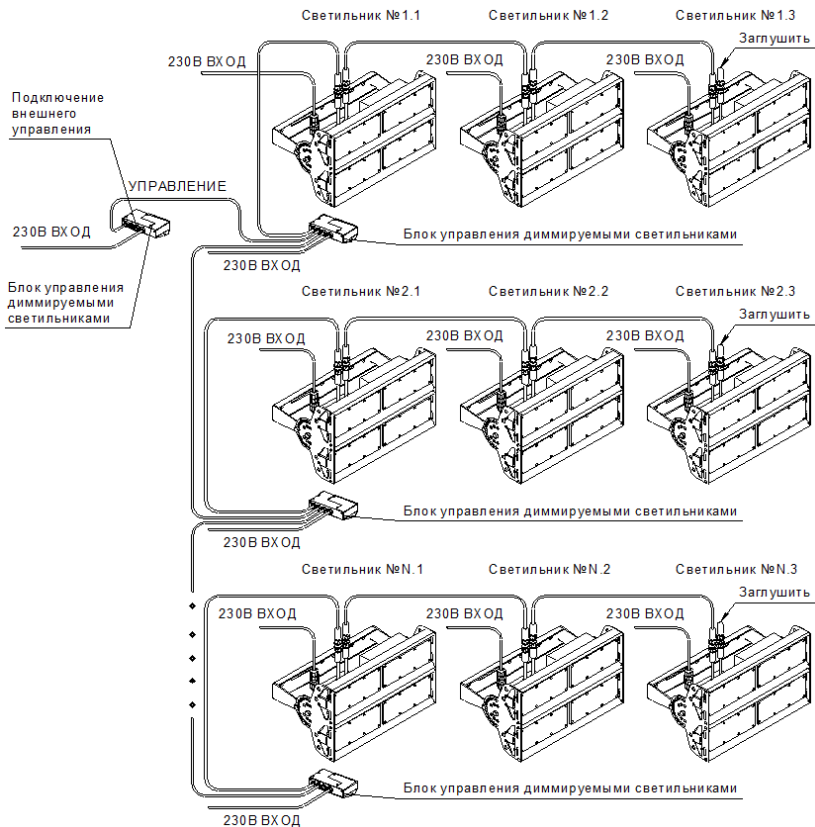 Светильник №1.1
Светильник №1.2
Светильник №1.3
Заглушить
230В ВХОД
230В ВХОД
230В ВХОД
Подключение
внешнего
управления
УПРАВЛЕНИЕ
230В ВХОД
Блок управления диммируемыми светильниками
230В ВХОД
Блок управления
диммируемыми
светильниками
Светильник №2.1
Светильник №2.2
Светильник №2.3
Заглушить
230В ВХОД
230В ВХОД
230В ВХОД
Блок управления диммируемыми светильниками
230В ВХОД
Светильник №N.1
Светильник №N.2
Светильник №N.3
Заглушить
230В ВХОД
230В ВХОД
230В ВХОД
Блок управления диммируемыми светильниками
230В ВХОД